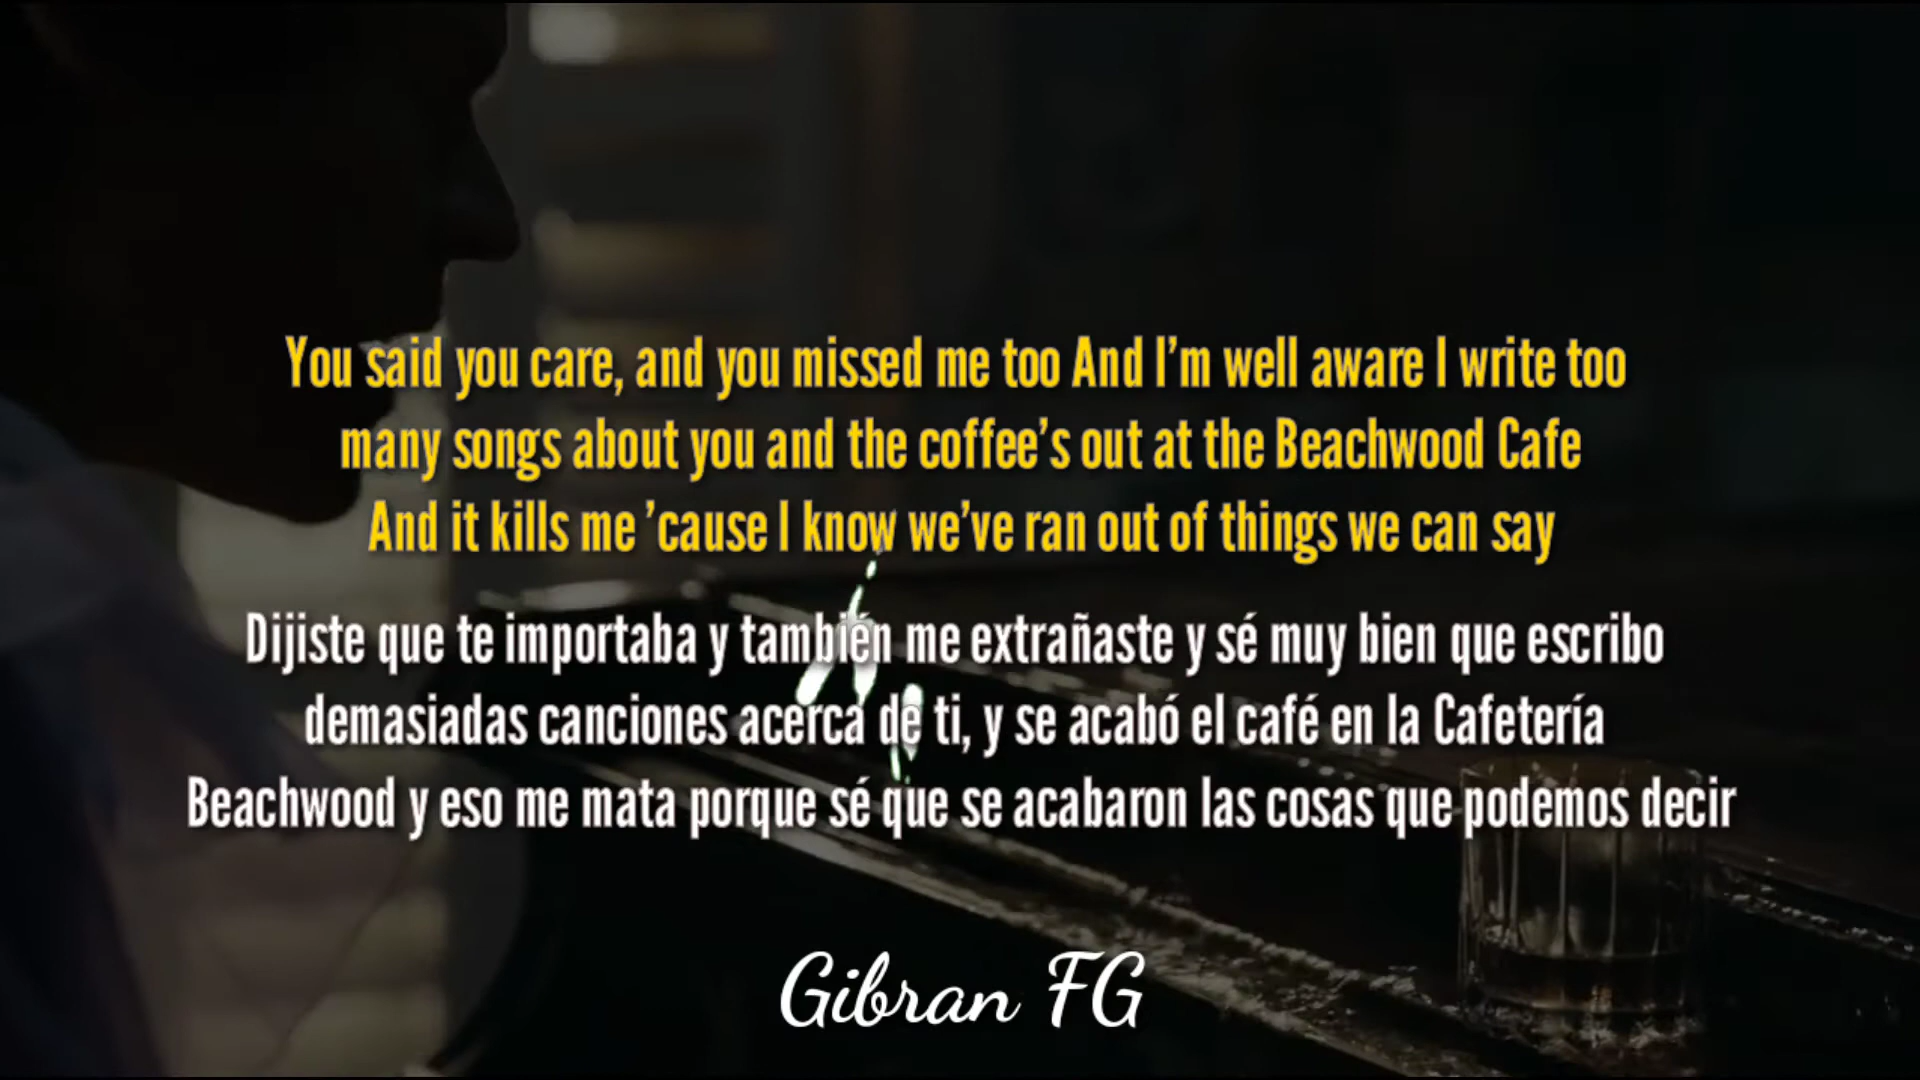 You said you care, and you missed me too And I'm well aware I write too
many songs about you and the coffee's out at the Beachwood Cafe
And it kills me 'cause I know we've ran out of things we can say
Dijiste que te importaba y también me extrañaste y sé muy bien que escribo
demasiadas canciones acerca de ti, y se acabó el café en la Cafetería
Beachwood y eso me mata porque sé que se acabaron las cosas que podemos decir
Gibran FG